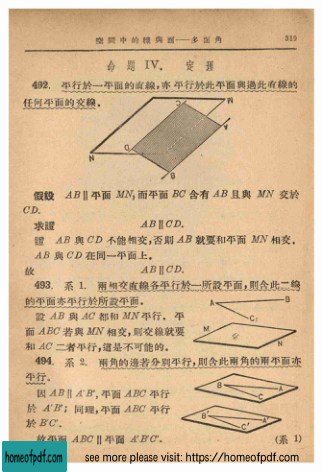 空間中的線與面——多面角 319
命題 IV. 定理
492. 平行於一平面的直線,亦平行於此平面與過此直線的
任何平面的交線。
C N
A
D
M
B
假設 AB ∥ 平面 MN, 而平面 BC 含有 AB 且與 MN 交於
CD.
求證 AB ∥ CD.
證 AB 與 CD 不能相交,否則 AB 就要和平面 MN 相交。
AB 與 CD 在同一平面上。
故 AB ∥ CD.
493. 系 1. 兩相交直線各平行於一所設平面,則含此二線
的平面亦平行於所設平面。
A B
C
M
N
設 AB 與 AC 都和 MN 平行。平
面 ABC 若與 MN 相交,則交線就要
和 AC 二者平行,這是不可能的。
494. 系 2. 兩角的邊若分別平行,則含此兩角的兩平面亦
平行。
B A
C
B' A'
C'
因 AB ∥ A'B', 平面 ABC 平行
於 A'B'; 同理,平面 ABC 平行
於 B'C'.
故平面 ABC ∥ 平面 A'B'C'. (系 1)
homeofpdf.com see more please visit: https://homeofpdf.com